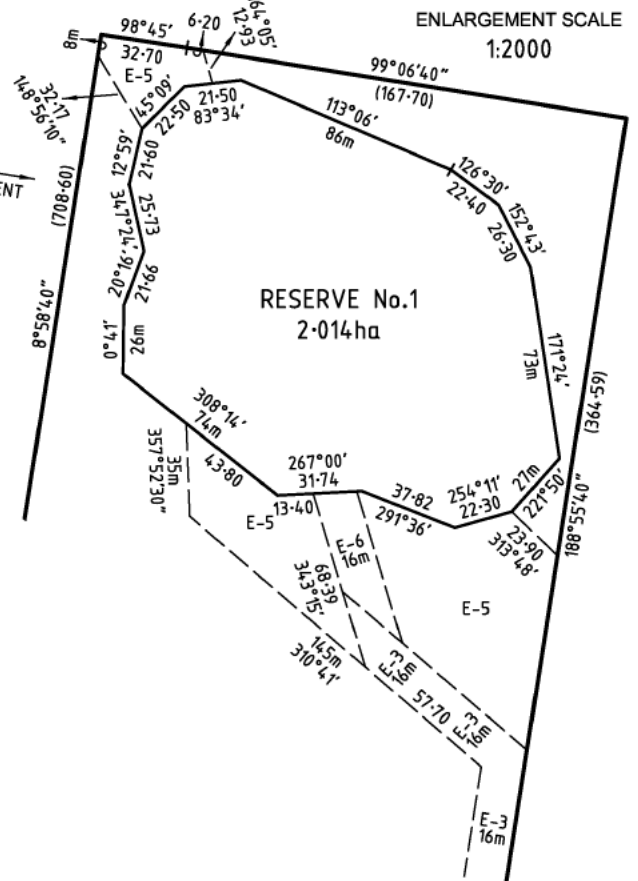 ENLARGEMENT SCALE
1:2000
98°45'
32·70
8m
E-5
6·20
64°05'
12·93
99°06'40"
(167·70)
32·17
148°56'10"
45°09'
22·50
21·50
83°34'
113°06'
86m
126°30'
22·40
152°43'
26·30
12°59'
21·60
347°24'
25·73
20°16'
21·66
0°41'
26m
ENT
(708·60)
8°58'40"
RESERVE No.1
2·014ha
171°24'
73m
(364·59)
188°55'40"
308°14'
74m
43·80
35m
357°52'30"
267°00'
31·74
13·40
E-5
37·82
291°36'
254°11'
22·30
27m
221°50'
23·90
313°48'
E-6
16m
68·39
343°15'
E-5
145m
310°41'
E-3
16m
57·70
E-3
16m
E-3
16m